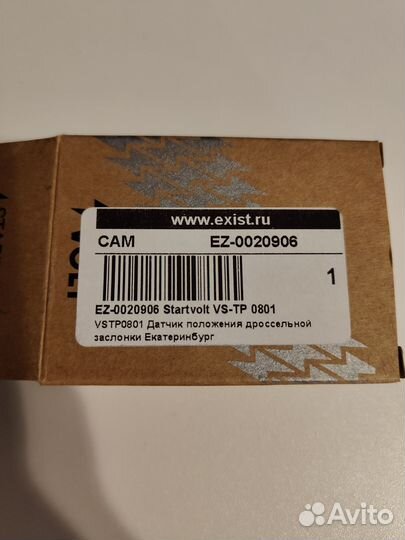 www.exist.ru
CAM EZ-0020906
1
EZ-0020906 Startvolt VS-TP 0801
VSTP0801 Датчик положения дроссельной
заслонки Екатеринбург
Avito